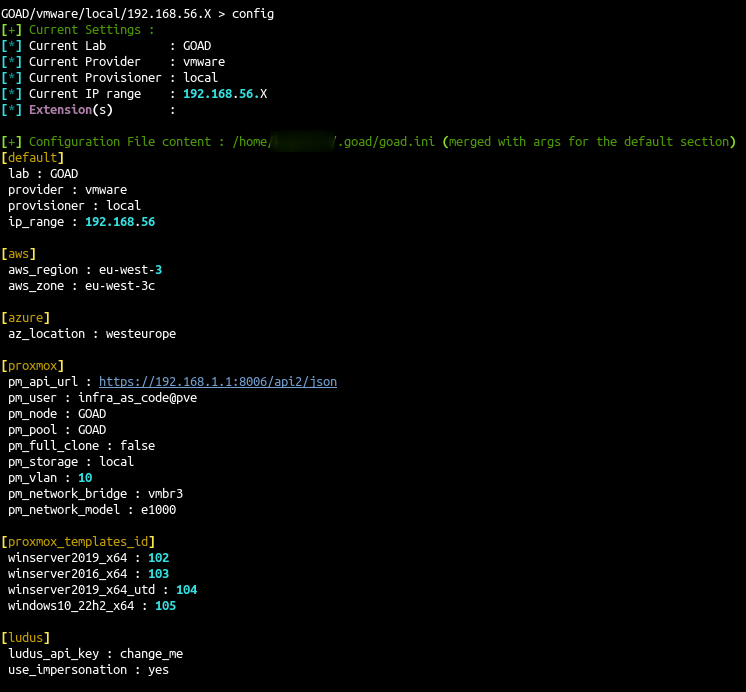 GOAD/vmware/local/192.168.56.X > config
[+] Current Settings :
[*] Current Lab         : GOAD
[*] Current Provider    : vmware
[*] Current Provisioner : local
[*] Current IP range    : 192.168.56.X
[*] Extension(s)        :
[+] Configuration File content : /home/ /.goad/goad.ini (merged with args for the default section)
[default]
lab : GOAD
provider : vmware
provisioner : local
ip_range : 192.168.56
[aws]
aws_region : eu-west-3
aws_zone : eu-west-3c
[azure]
az_location : westeurope
[proxmox]
pm_api_url : https://192.168.1.1:8006/api2/json
pm_user : infra_as_code@pve
pm_node : GOAD
pm_pool : GOAD
pm_full_clone : false
pm_storage : local
pm_vlan : 10
pm_network_bridge : vmbr3
pm_network_model : e1000
[proxmox_templates_id]
winserver2019_x64 : 102
winserver2016_x64 : 103
winserver2019_x64_utd : 104
windows10_22h2_x64 : 105
[ludus]
ludus_api_key : change_me
use_impersonation : yes